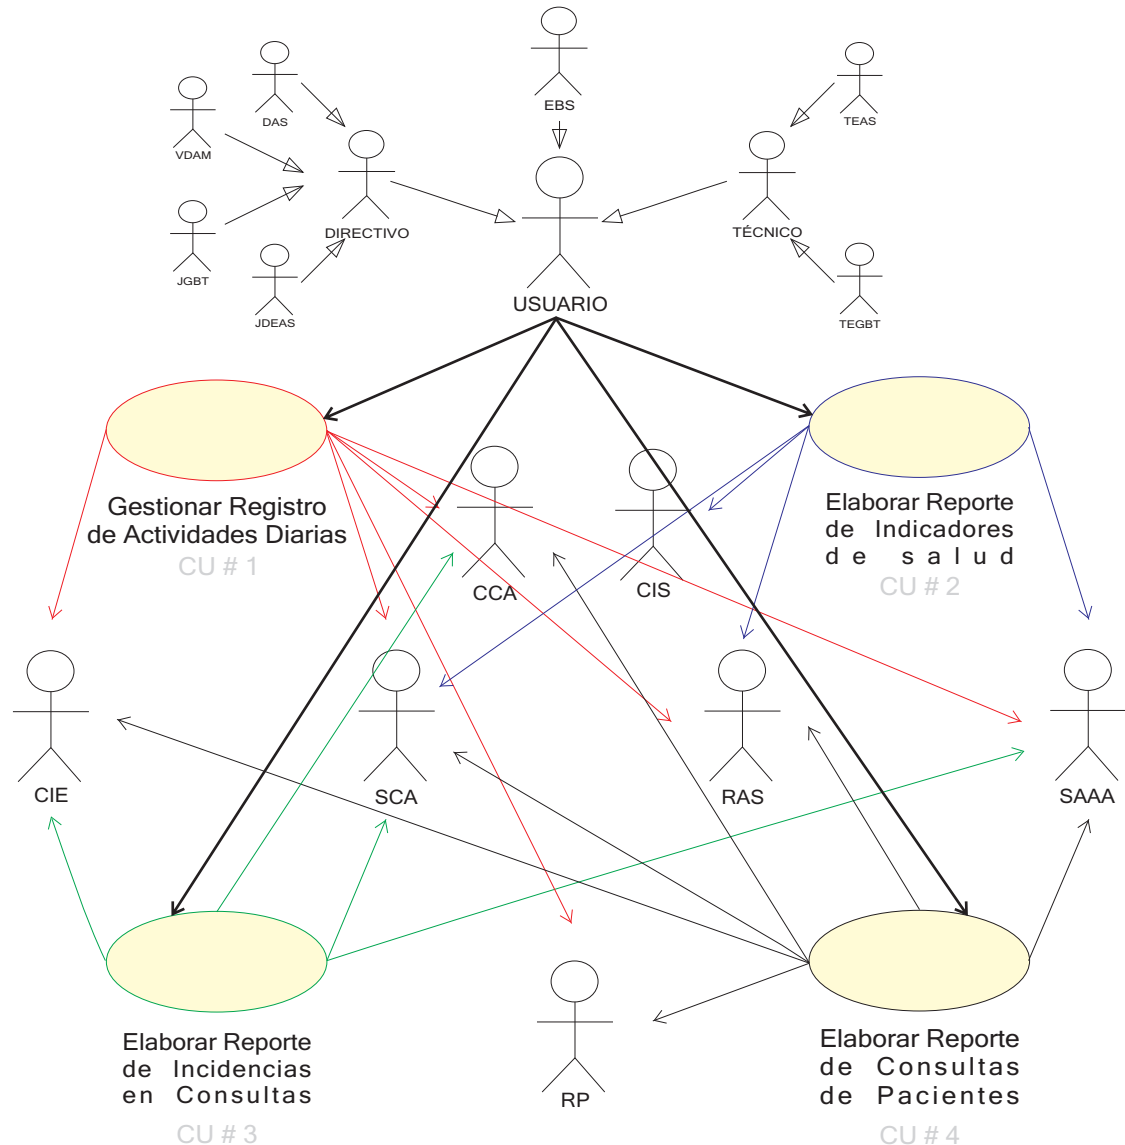 EBS
DAS
TEAS
VDAM
DIRECTIVO
TÉCNICO
JGBT
JDEAS
USUARIO
TEGBT
Gestionar Registro
de Actividades Diarias
CU # 1
Elaborar Reporte
de Indicadores
de salud
CU # 2
CCA
CIS
CIE
SCA
RAS
SAAA
Elaborar Reporte
de Incidencias
en Consultas
CU # 3
RP
Elaborar Reporte
de Consultas
de Pacientes
CU # 4